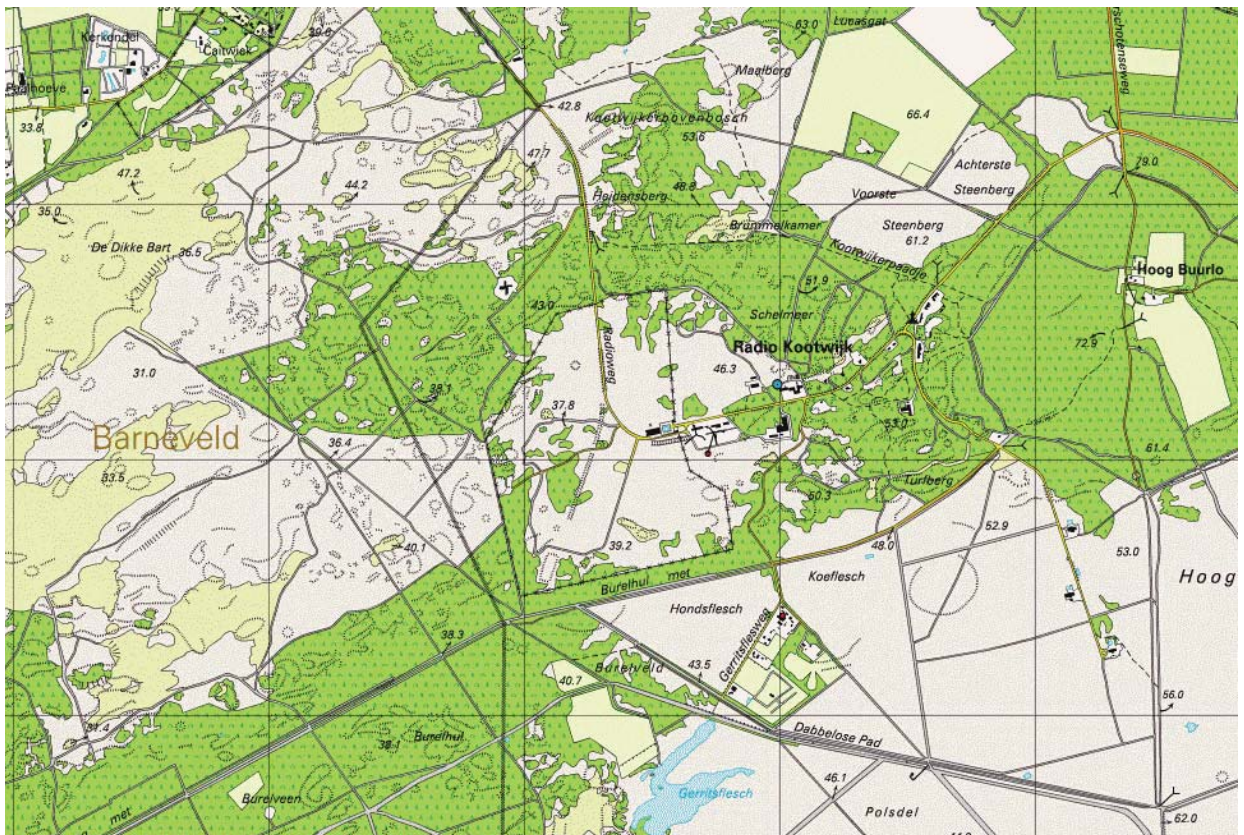 39.6
Lucasgat
63.0
Kerkendel
Caitwiek
Maalberg
Paalhoeve
33.8
42.8
Kootwijkerbovenbosch
53.6
66.4
47.7
47.2
44.2
Achterste
Steenberg
79.0
Heidensberg
48.8
Voorste
Steenberg
61.2
35.0
De Dikke Bart
36.5
Brummelkamer
Kootwijkerpaadje
Hoog Buurlo
43.0
51.9
Schelmeer
Radioweg
Radio Kootwijk
72.9
31.0
46.3
38.1
37.8
53.0
Barneveld
36.4
61.4
33.5
Turfberg
50.3
52.9
40.1
39.2
48.0
53.0
Burelhul met
Koeflesch
Hoog
Hondsflesch
Gerritsflesweg
38.3
Burelveld
43.5
40.7
56.0
31.4
38.1
Burelhul
Dabbelose Pad
Gerritsflesch
46.1
Burelveen
Polsdel
62.0
met